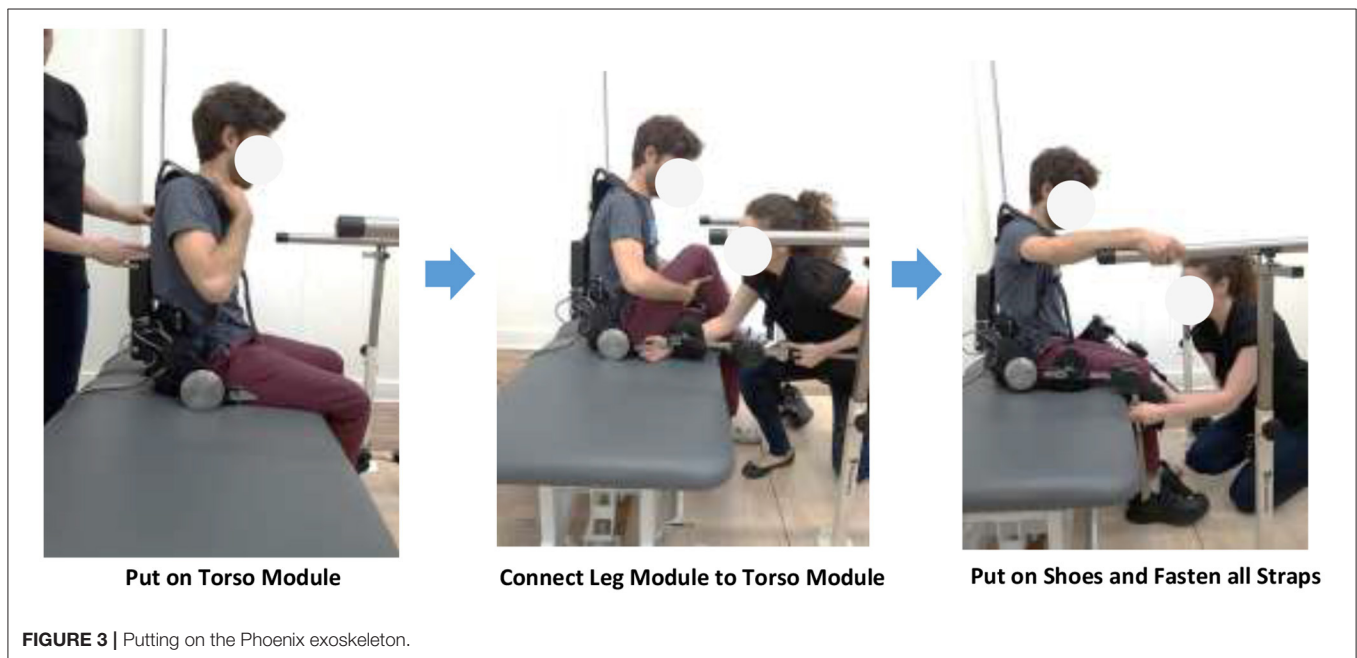 Put on Torso Module
Connect Leg Module to Torso Module
Put on Shoes and Fasten all Straps
FIGURE 3 | Putting on the Phoenix exoskeleton.